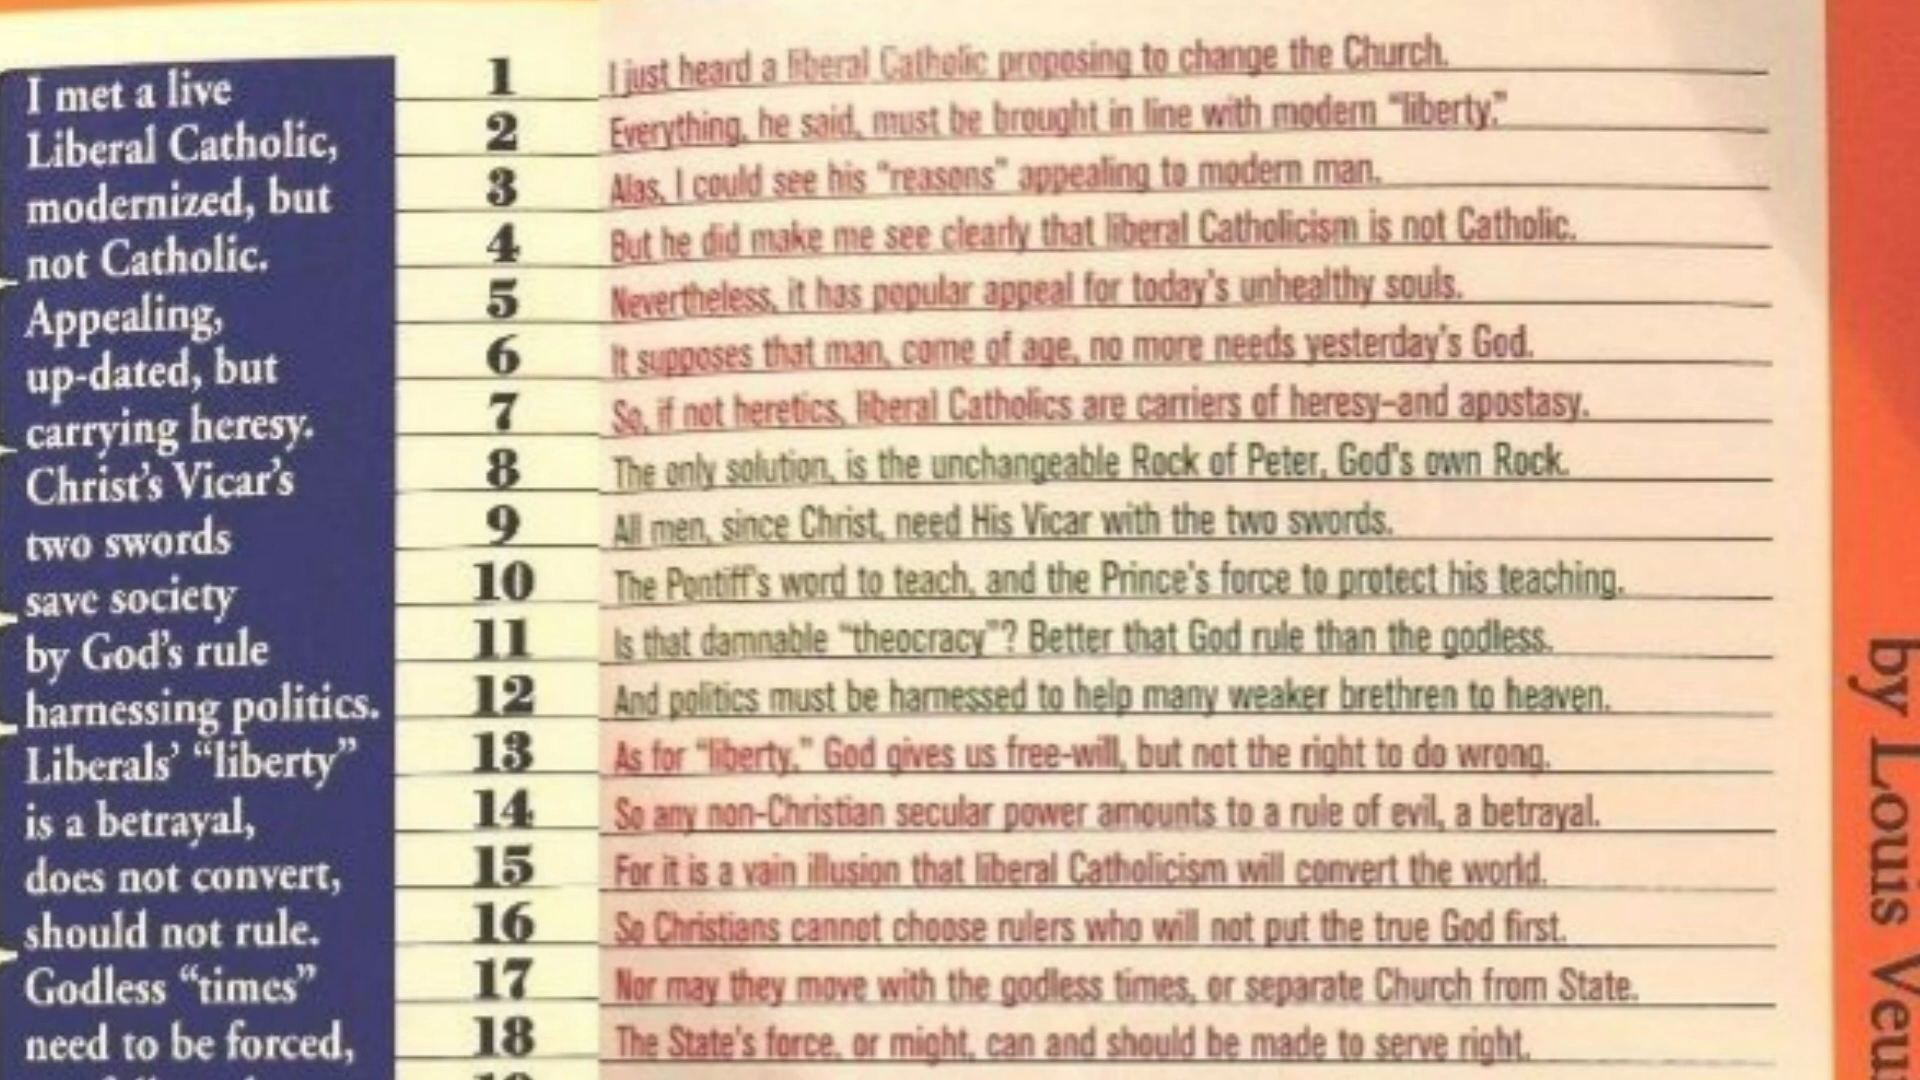 I met a live
Liberal Catholic,
modernized, but
not Catholic.
Appealing,
up-dated, but
carrying heresy.
Christ's Vicar's
two swords
save society
by God's rule
harnessing politics.
Liberals' “liberty”
is a betrayal,
does not convert,
should not rule.
Godless “times”
need to be forced,
1 I just heard a liberal Catholic proposing to change the Church.
2 Everything, he said, must be brought in line with modern “liberty.”
3 Alas, I could see his “reasons” appealing to modern man.
4 But he did make me see clearly that liberal Catholicism is not Catholic.
5 Nevertheless, it has popular appeal for today's unhealthy souls.
6 It supposes that man, come of age, no more needs yesterday's God.
7 So, if not heretics, liberal Catholics are carriers of heresy–and apostasy.
8 The only solution, is the unchangeable Rock of Peter, God's own Rock.
9 All men, since Christ, need His Vicar with the two swords.
10 The Pontiff's word to teach, and the Prince's force to protect his teaching.
11 Is that damnable “theocracy”? Better that God rule than the godless.
12 And politics must be harnessed to help many weaker brethren to heaven.
13 As for “liberty,” God gives us free-will, but not the right to do wrong.
14 So any non-Christian secular power amounts to a rule of evil, a betrayal.
15 For it is a vain illusion that liberal Catholicism will convert the world.
16 So Christians cannot choose rulers who will not put the true God first.
17 Nor may they move with the godless times, or separate Church from State.
18 The State's force, or might, can and should be made to serve right.
by Louis